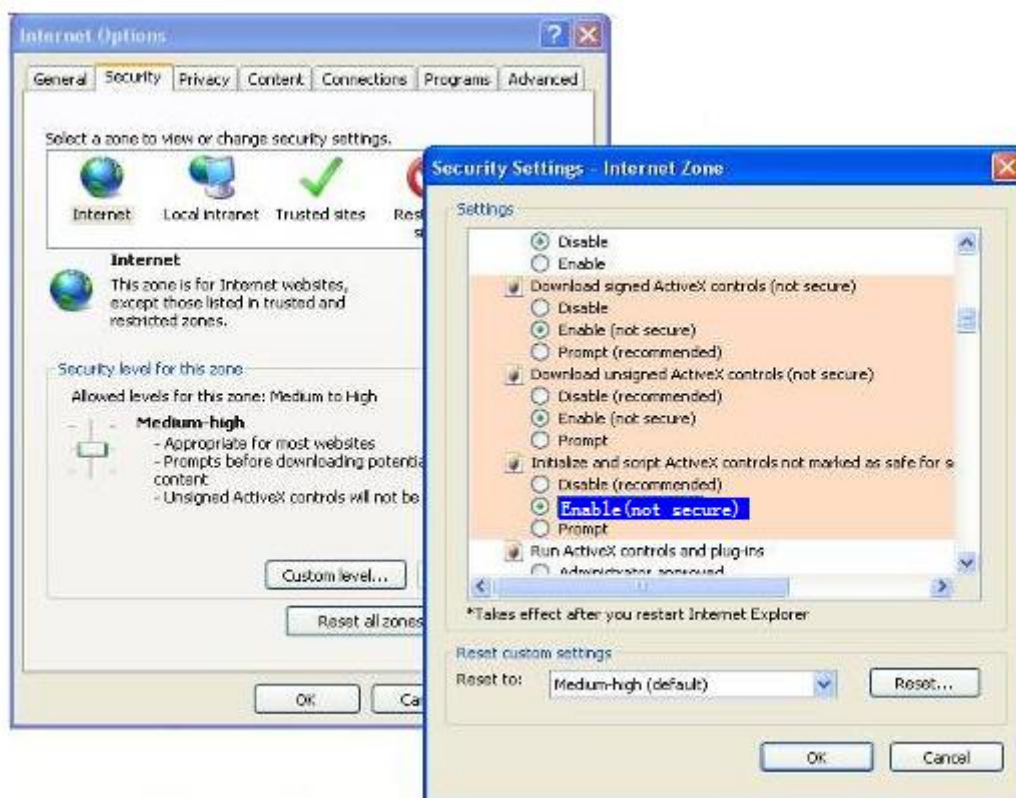 Internet Options
General Security Privacy Content Connections Programs Advanced
Select a zone to view or change security settings.
Internet Local intranet Trusted sites
Internet
This zone is for Internet websites,
except those listed in trusted and
restricted zones.
Security level for this zone
Allowed levels for this zone: Medium to High
Medium-high
- Appropriate for most websites
- Prompts before downloading
content
- Unsigned ActiveX controls will not be
Custom level...
Reset all zones
OK
Security Settings - Internet Zone
Settings
Disable
Enable
Download signed ActiveX controls (not secure)
Disable
Enable (not secure)
Prompt (recommended)
Download unsigned ActiveX controls (not secure)
Disable (recommended)
Enable (not secure)
Prompt
Initialize and script ActiveX controls not marked as safe for s
Disable (recommended)
Enable(not secure)
Prompt
Run ActiveX controls and plug-ins
Administrator approved
*Takes effect after you restart Internet Explorer
Reset custom settings
Reset to: Medium-high (default) Reset...
OK Cancel